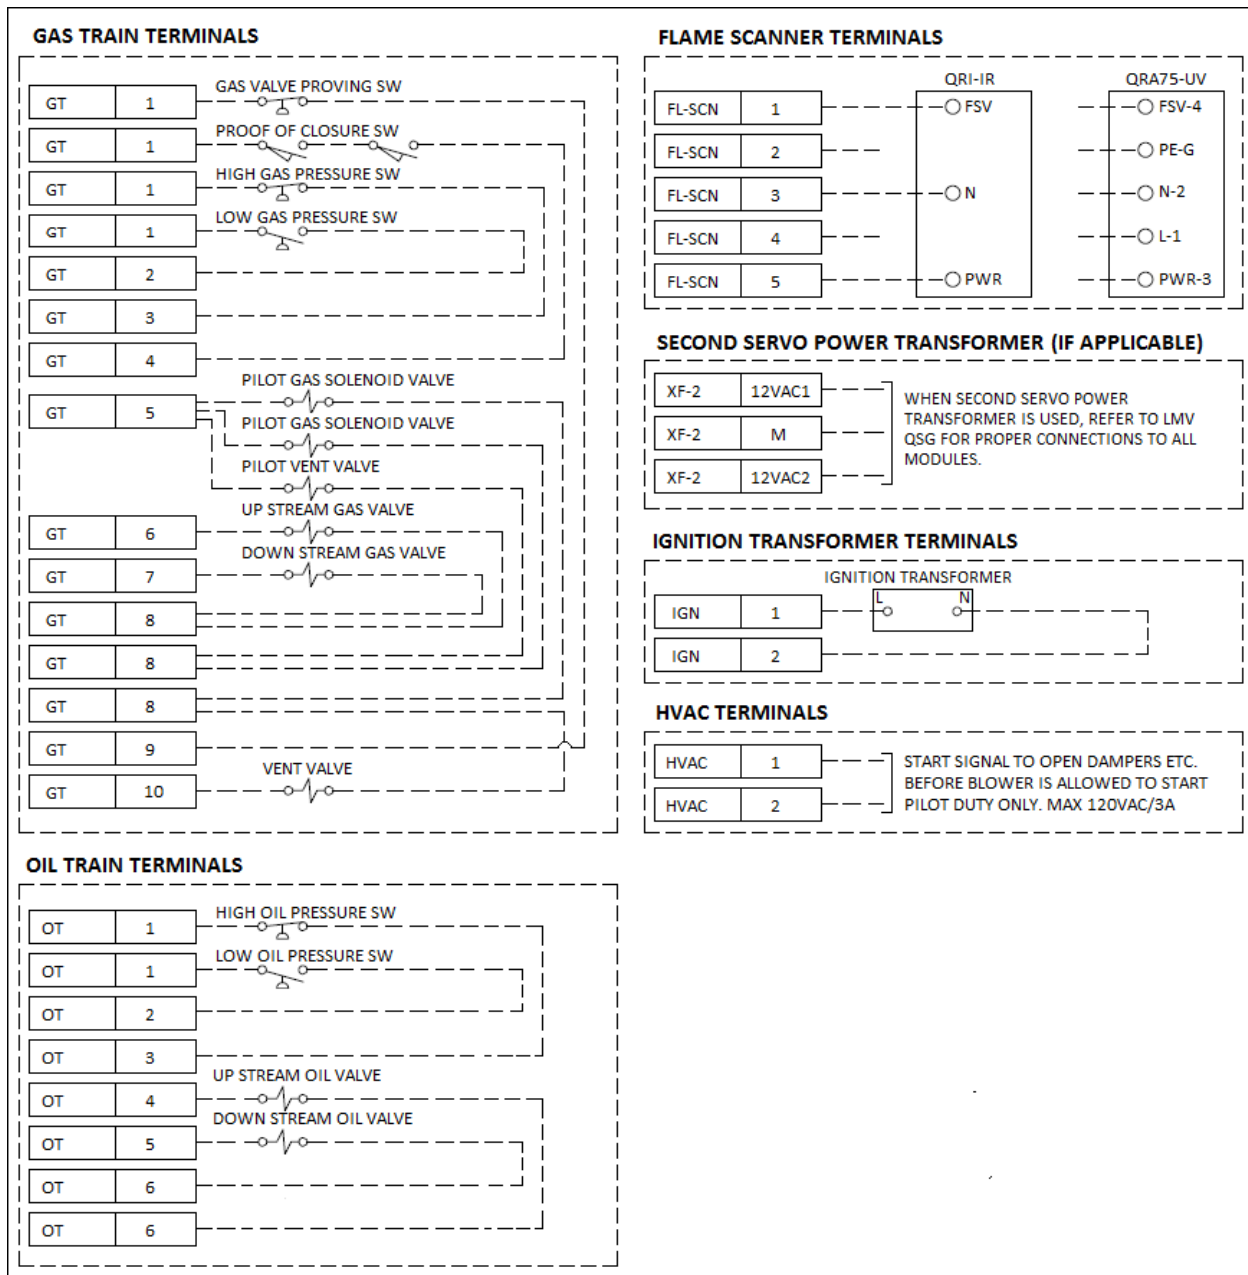 GAS TRAIN TERMINALS
GT 1 GAS VALVE PROVING SW
GT 1 PROOF OF CLOSURE SW
GT 1 HIGH GAS PRESSURE SW
GT 1 LOW GAS PRESSURE SW
GT 2
GT 3
GT 4
PILOT GAS SOLENOID VALVE
GT 5
PILOT GAS SOLENOID VALVE
PILOT VENT VALVE
UP STREAM GAS VALVE
GT 6
DOWN STREAM GAS VALVE
GT 7
GT 8
GT 8
GT 8
GT 9
VENT VALVE
GT 10
OIL TRAIN TERMINALS
HIGH OIL PRESSURE SW
OT 1
LOW OIL PRESSURE SW
OT 1
OT 2
OT 3
UP STREAM OIL VALVE
OT 4
DOWN STREAM OIL VALVE
OT 5
OT 6
OT 6
FLAME SCANNER TERMINALS
QRI-IR QRA75-UV
FL-SCN 1 FSV FSV-4
FL-SCN 2 PE-G
FL-SCN 3 N N-2
FL-SCN 4 L-1
FL-SCN 5 PWR PWR-3
SECOND SERVO POWER TRANSFORMER (IF APPLICABLE)
XF-2 12VAC1
XF-2 M
XF-2 12VAC2
WHEN SECOND SERVO POWER
TRANSFORMER IS USED, REFER TO LMV
QSG FOR PROPER CONNECTIONS TO ALL
MODULES.
IGNITION TRANSFORMER TERMINALS
IGNITION TRANSFORMER
L N
IGN 1
IGN 2
HVAC TERMINALS
HVAC 1
HVAC 2
START SIGNAL TO OPEN DAMPERS ETC.
BEFORE BLOWER IS ALLOWED TO START
PILOT DUTY ONLY. MAX 120VAC/3A